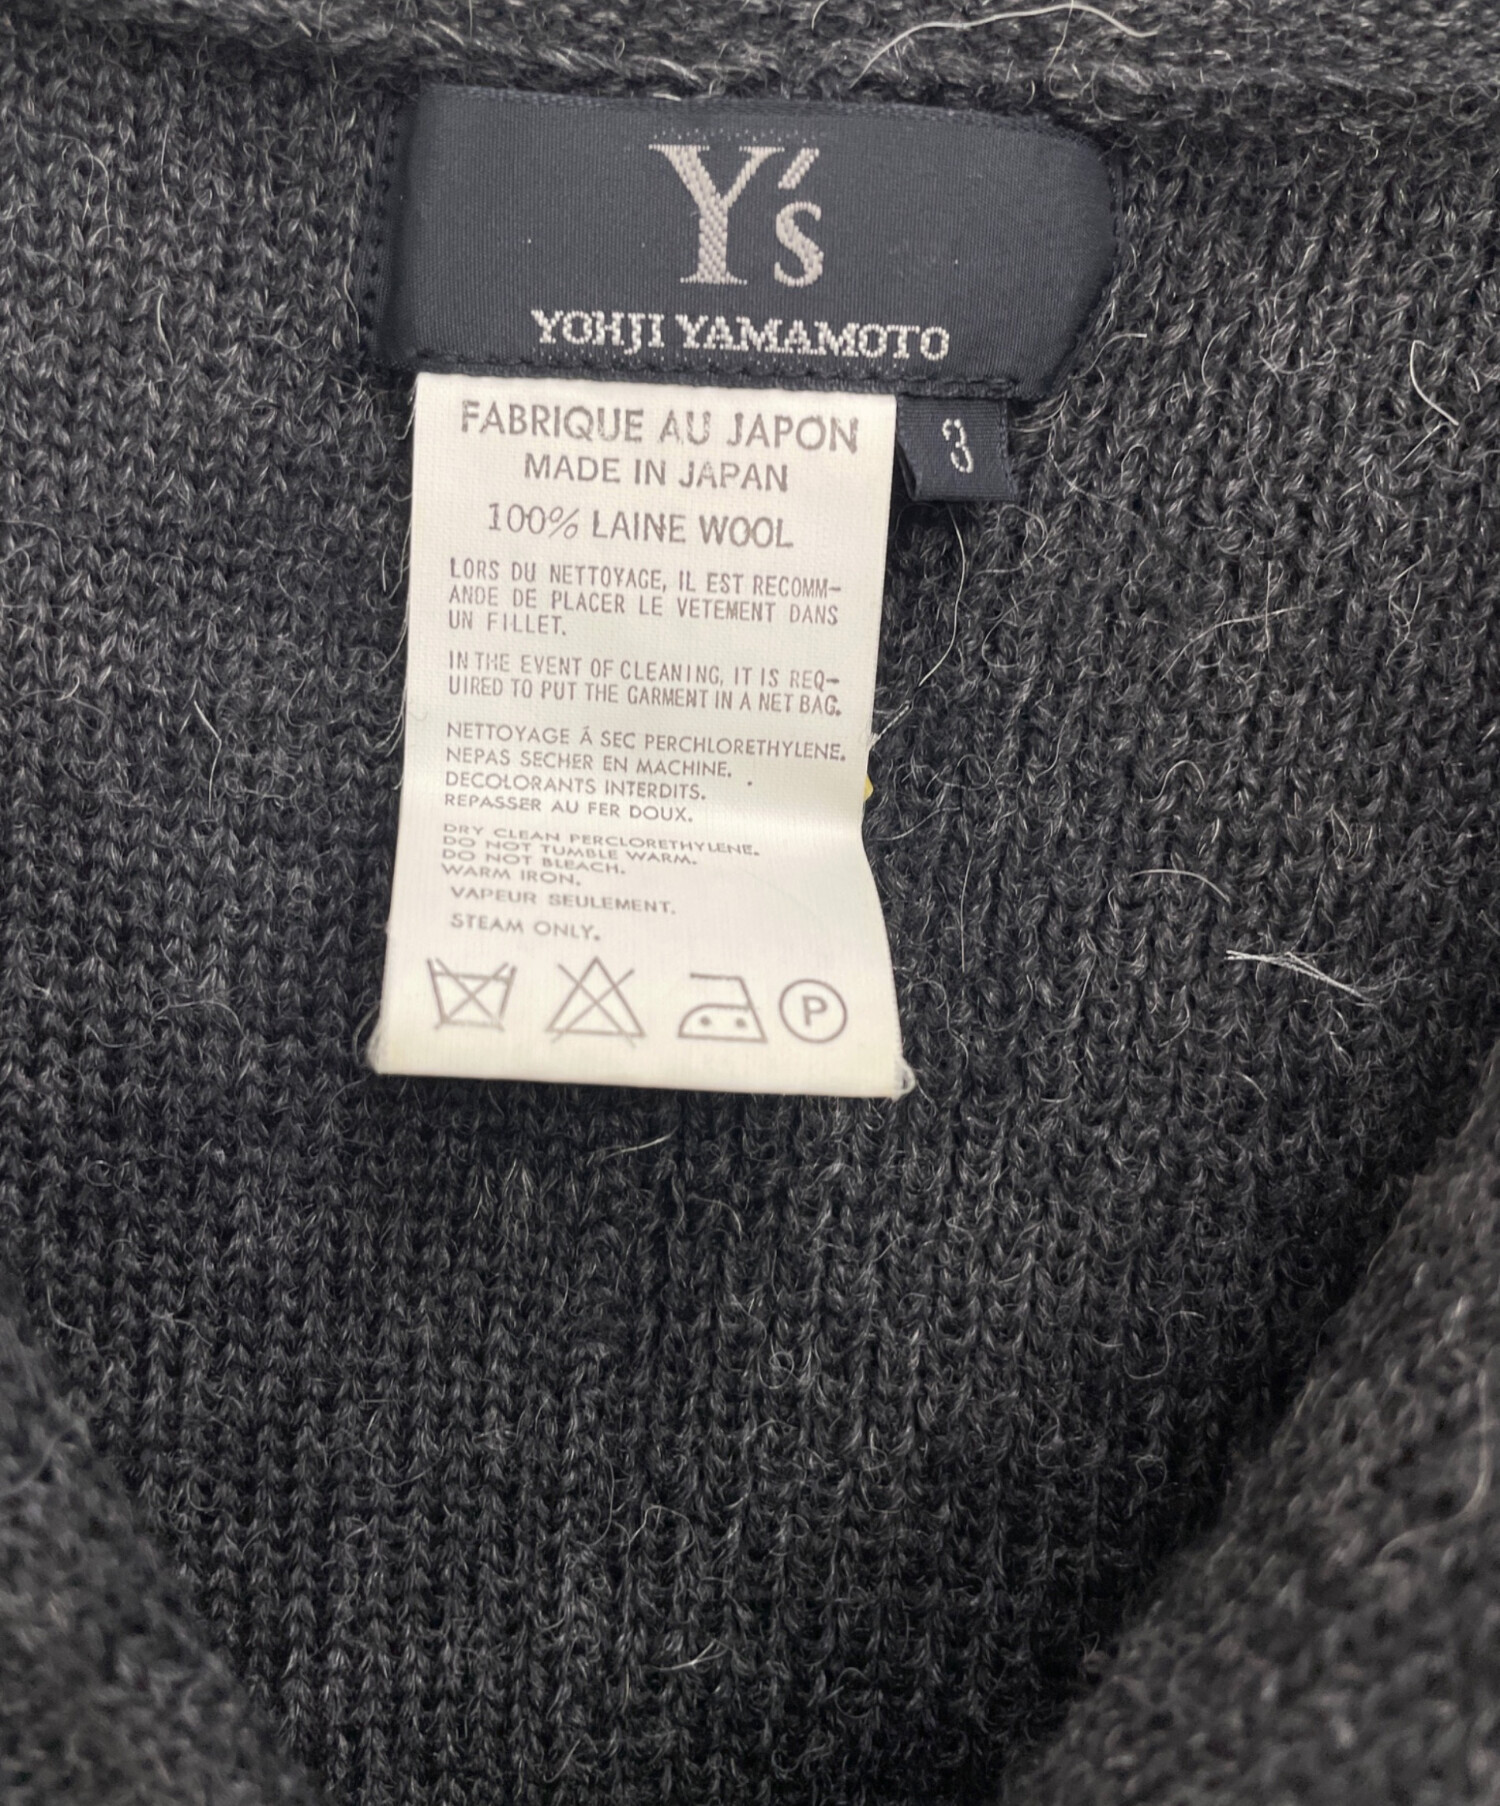 Y's
YOHJI YAMAMOTO
3
FABRIQUE AU JAPON
MADE IN JAPAN
100% LAINE WOOL
LORS DU NETTOYAGE, IL EST RECOMM-
ANDE DE PLACER LE VETEMENT DANS
UN FILLET.
IN THE EVENT OF CLEANING, IT IS REQ-
UIRED TO PUT THE GARMENT IN A NET BAG.
NETTOYAGE Á SEC PERCHLORETHYLENE.
NEPAS SECHER EN MACHINE.
DECOLORANTS INTERDITS.
REPASSER AU FER DOUX.
DRY CLEAN PERCLORETHYLENE.
DO NOT TUMBLE WARM.
DO NOT BLEACH.
WARM IRON.
VAPEUR SEULEMENT.
STEAM ONLY.
P